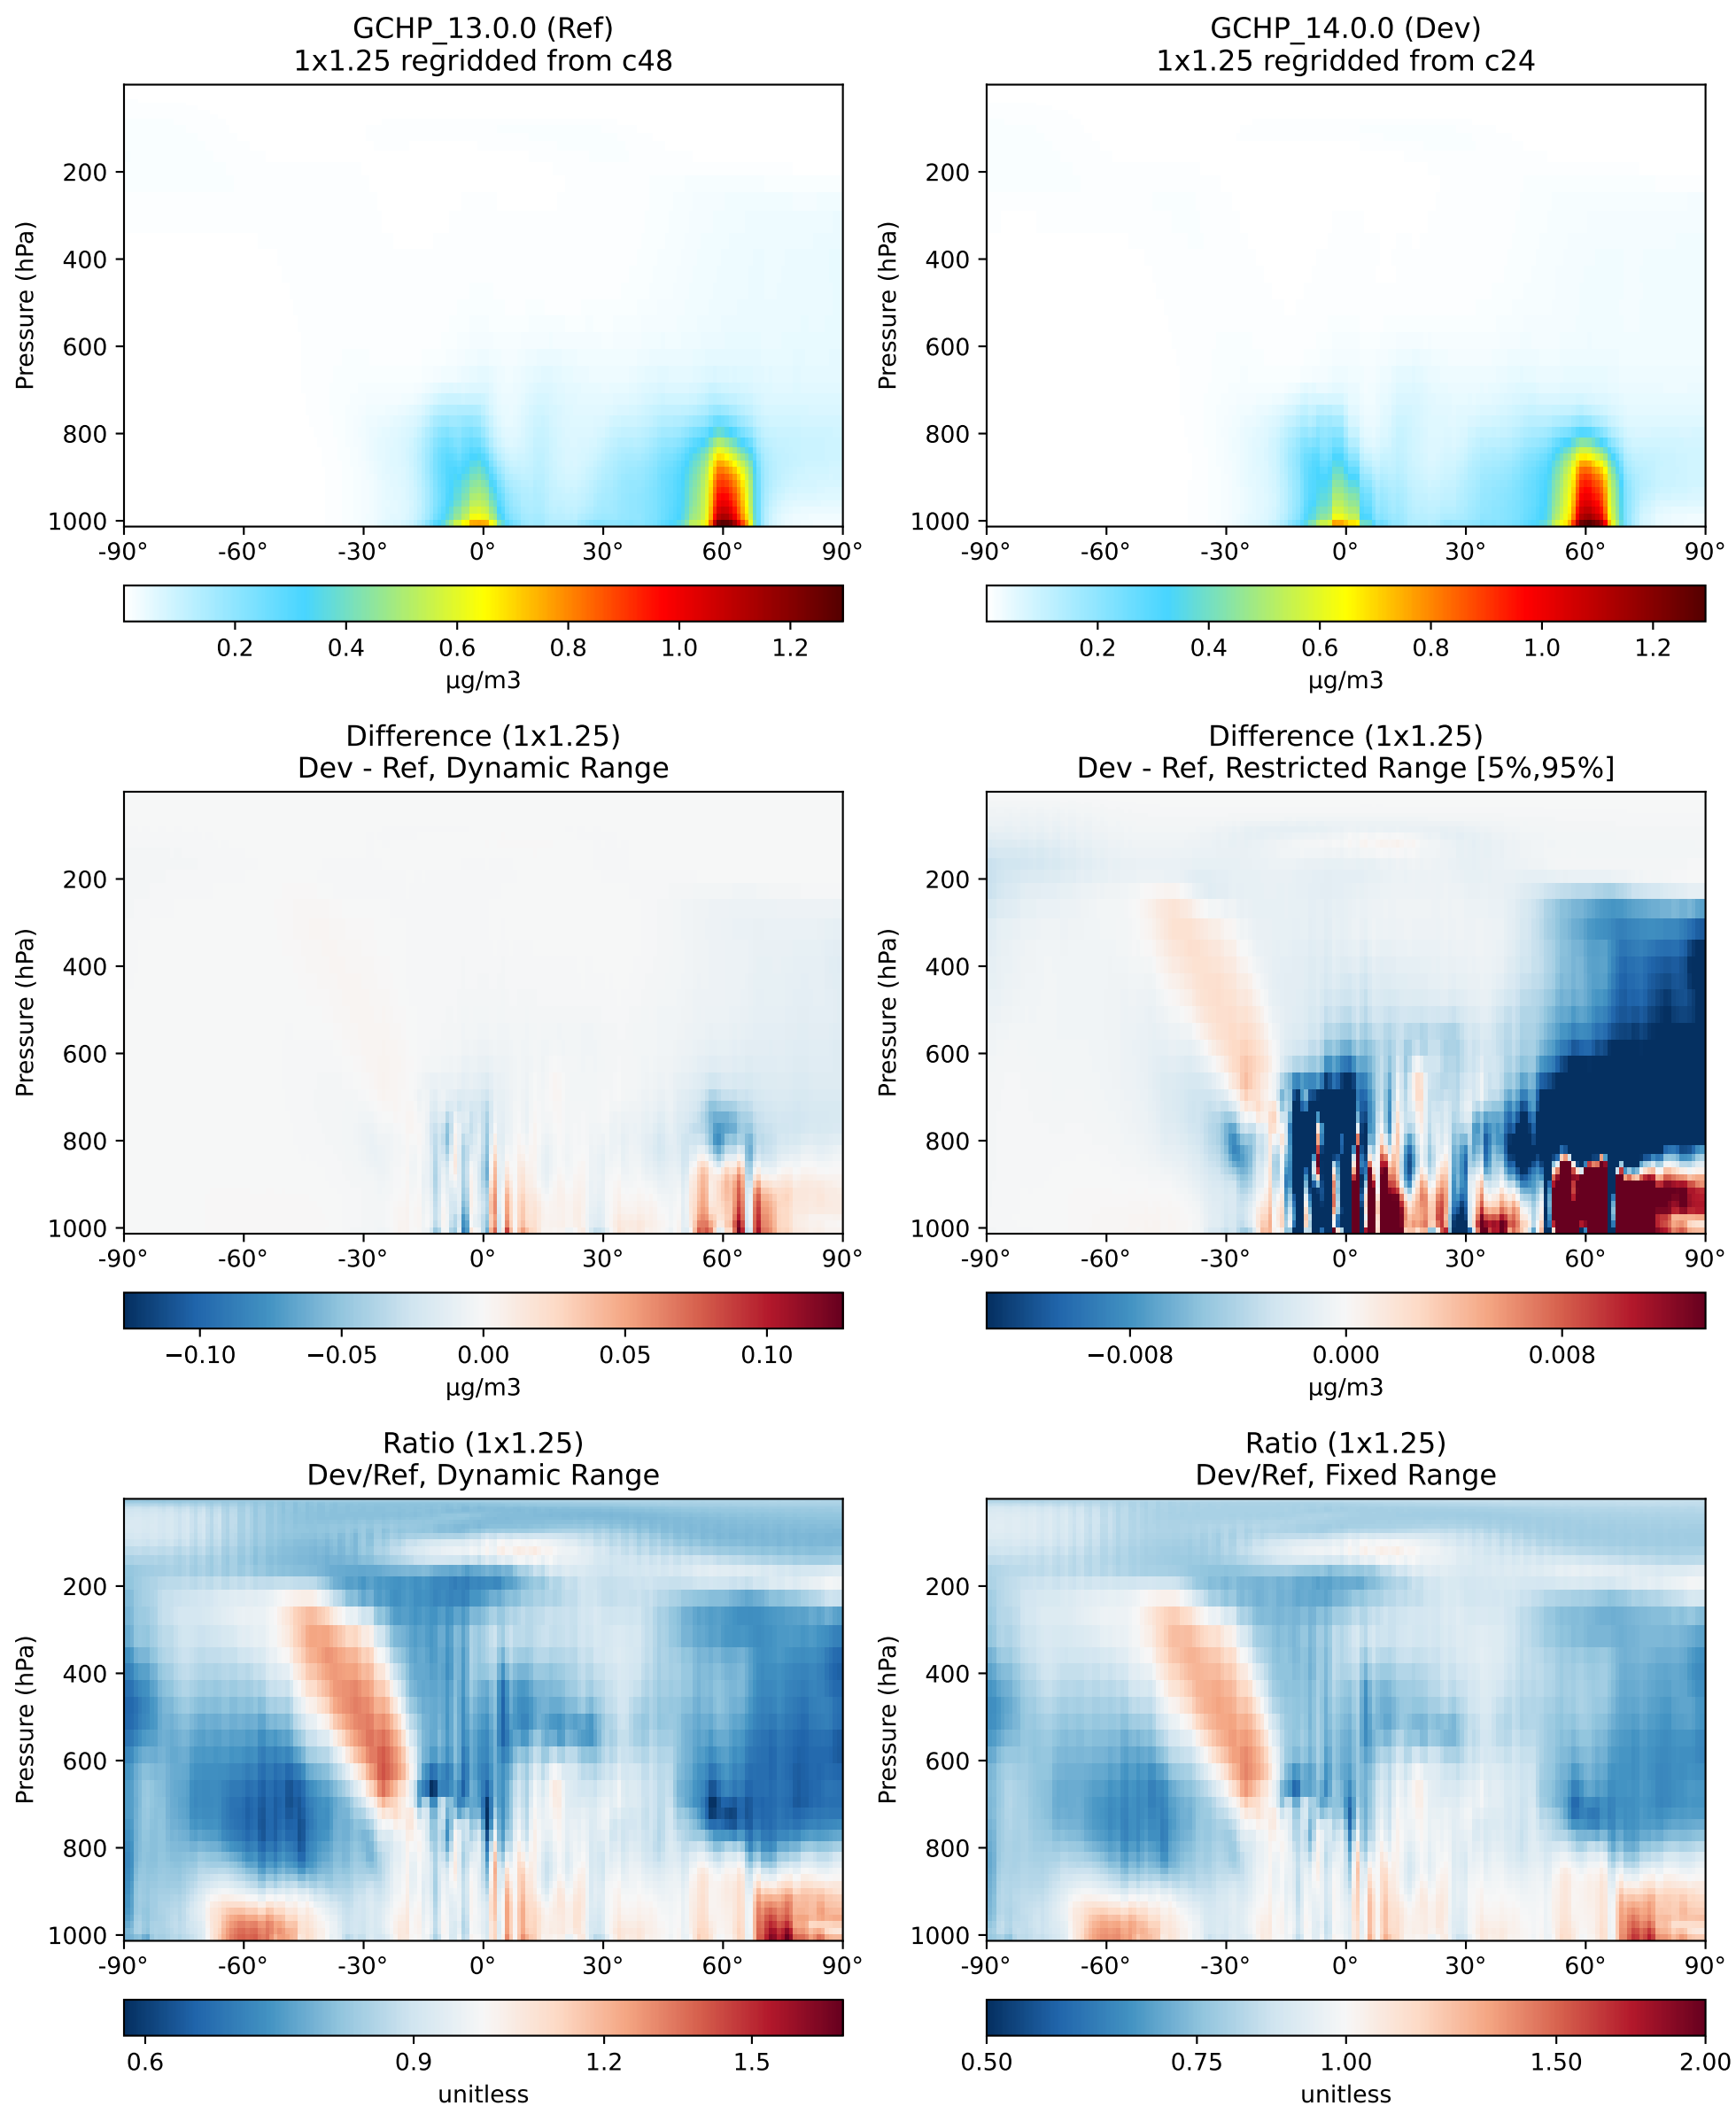 GCHP_13.0.0 (Ref)
1x1.25 regridded from c48
Pressure (hPa)
200
400
600
800
1000
-90° -60° -30° 0° 30° 60° 90°
0.2 0.4 0.6 0.8 1.0 1.2
μg/m3
GCHP_14.0.0 (Dev)
1x1.25 regridded from c24
Pressure (hPa)
200
400
600
800
1000
-90° -60° -30° 0° 30° 60° 90°
0.2 0.4 0.6 0.8 1.0 1.2
μg/m3
Difference (1x1.25)
Dev - Ref, Dynamic Range
Pressure (hPa)
200
400
600
800
1000
-90° -60° -30° 0° 30° 60° 90°
−0.10 −0.05 0.00 0.05 0.10
μg/m3
Difference (1x1.25)
Dev - Ref, Restricted Range [5%,95%]
Pressure (hPa)
200
400
600
800
1000
-90° -60° -30° 0° 30° 60° 90°
−0.008 0.000 0.008
μg/m3
Ratio (1x1.25)
Dev/Ref, Dynamic Range
Pressure (hPa)
200
400
600
800
1000
-90° -60° -30° 0° 30° 60° 90°
0.6 0.9 1.2 1.5
unitless
Ratio (1x1.25)
Dev/Ref, Fixed Range
Pressure (hPa)
200
400
600
800
1000
-90° -60° -30° 0° 30° 60° 90°
0.50 0.75 1.00 1.50 2.00
unitless